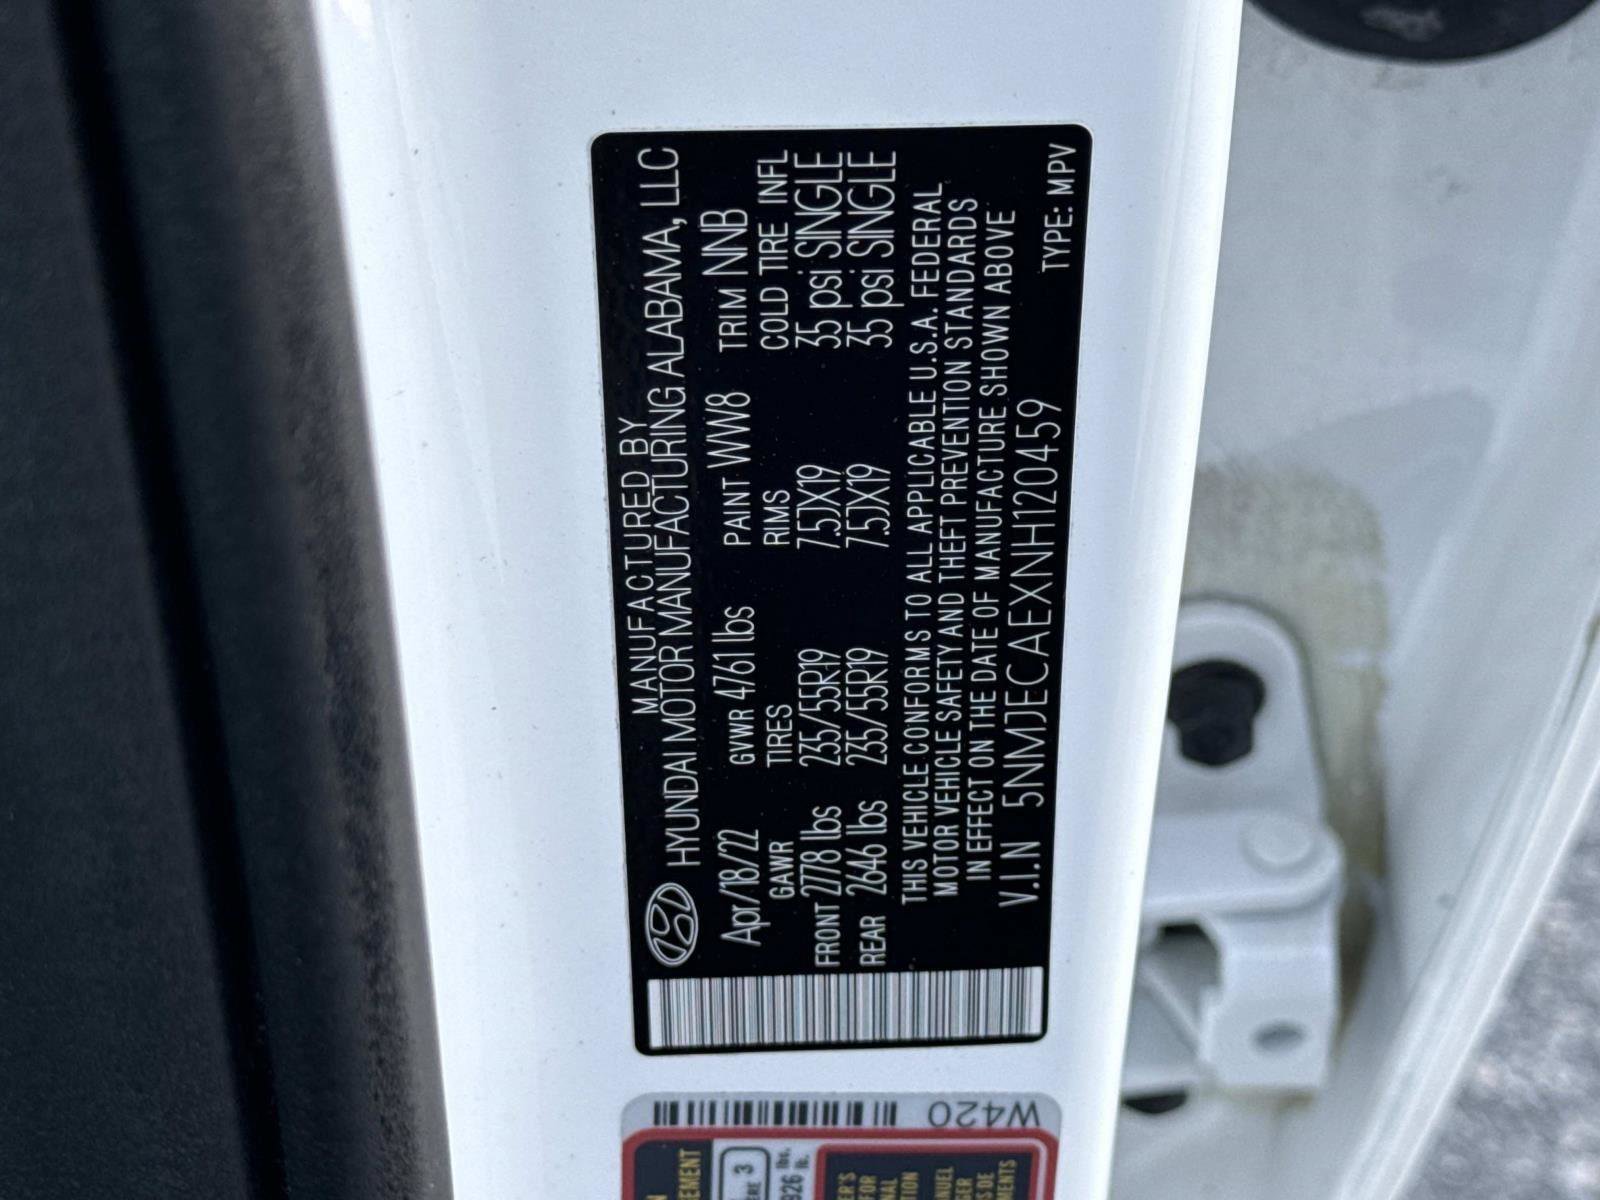 MANUFACTURED BY
HYUNDAI MOTOR MANUFACTURING ALABAMA, LLC
Apr/18/22 GVWR 4761 lbs PAINT WW8 TRIM NNB
GAWR TIRES RIMS COLD TIRE INFL
FRONT 2778 lbs 235/55R19 7.5JX19 35 psi SINGLE
REAR 2646 lbs 235/55R19 7.5JX19 35 psi SINGLE
THIS VEHICLE CONFORMS TO ALL APPLICABLE U.S.A. FEDERAL
MOTOR VEHICLE SAFETY AND THEFT PREVENTION STANDARDS
IN EFFECT ON THE DATE OF MANUFACTURE SHOWN ABOVE
V.I.N 5NMJECAEXNH120459 TYPE: MPV
W420
3